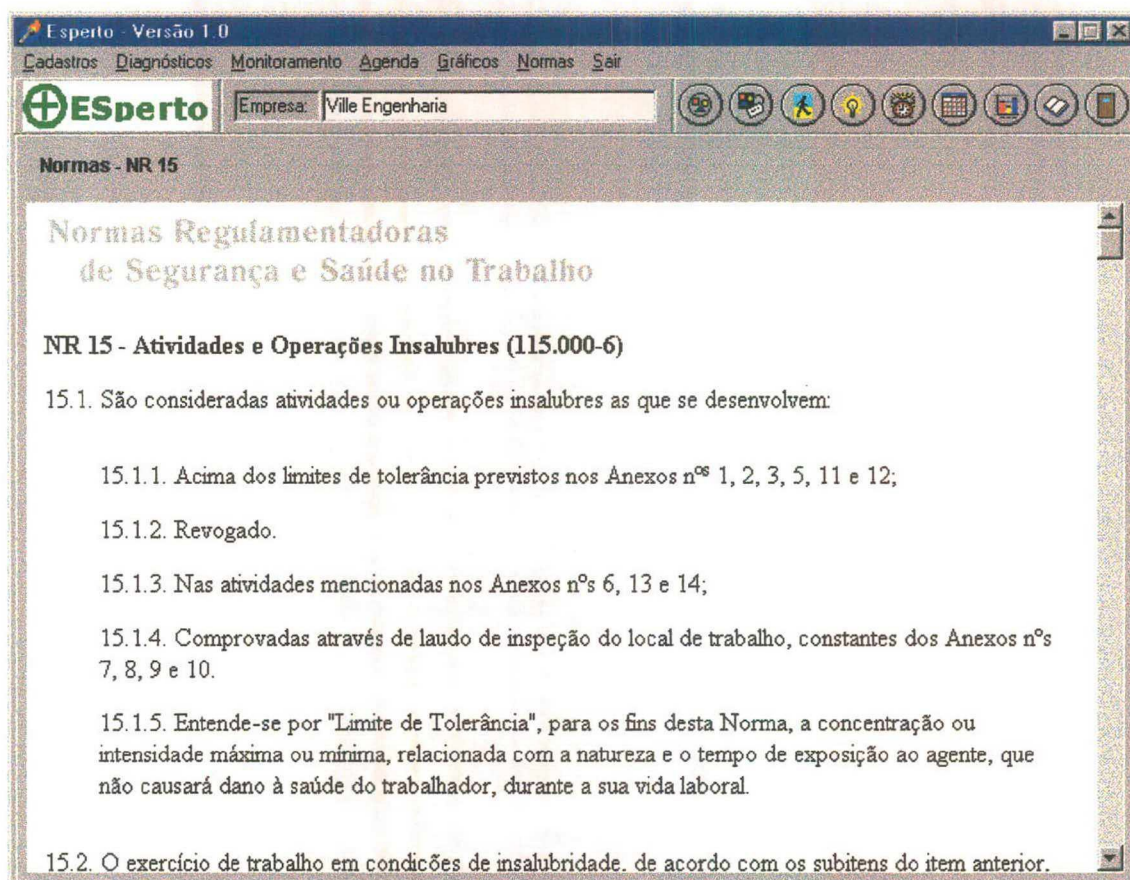 Esperto - Versão 1.0
Cadastros Diagnósticos Monitoramento Agenda Gráficos Normas Sair
ESperto Empresa: Ville Engenharia
Normas - NR 15
Normas Regulamentadoras
de Segurança e Saúde no Trabalho
NR 15 - Atividades e Operações Insalubres (115.000-6)
15.1. São consideradas atividades ou operações insalubres as que se desenvolvem:
15.1.1. Acima dos limites de tolerância previstos nos Anexos nºs 1, 2, 3, 5, 11 e 12;
15.1.2. Revogado.
15.1.3. Nas atividades mencionadas nos Anexos nºs 6, 13 e 14;
15.1.4. Comprovadas através de laudo de inspeção do local de trabalho, constantes dos Anexos nºs
7, 8, 9 e 10.
15.1.5. Entende-se por "Limite de Tolerância", para os fins desta Norma, a concentração ou
intensidade máxima ou mínima, relacionada com a natureza e o tempo de exposição ao agente, que
não causará dano à saúde do trabalhador, durante a sua vida laboral.
15.2. O exercício de trabalho em condições de insalubridade, de acordo com os subitens do item anterior,